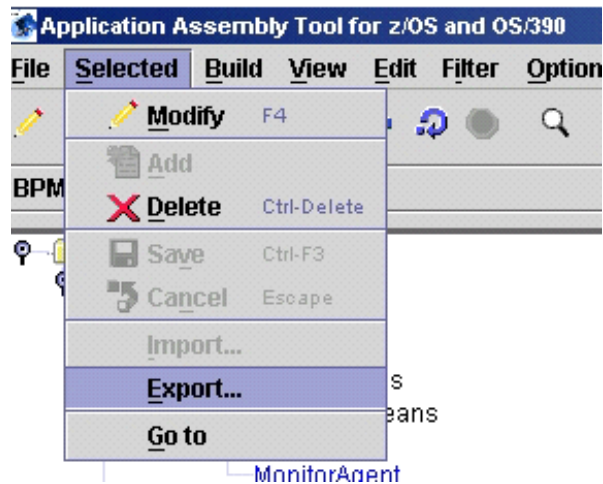 Application Assembly Tool for z/OS and OS/390
File Selected Build View Edit Filter Option
Modify F4
Add
BPM
Delete Ctrl-Delete
Save Ctrl-F3
Cancel Escape
Import...
Export...
s
eans
Go to
MonitorAgent